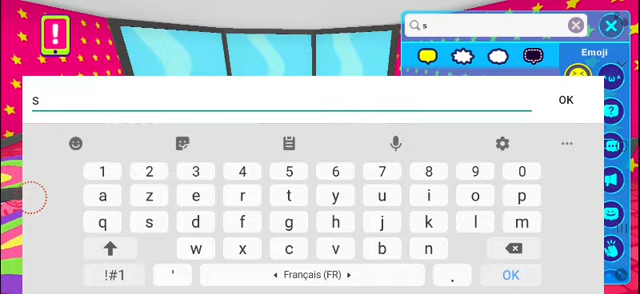 s
Emoji
s
OK
1 2 3 4 5 6 7 8 9 0
a z e r t y u i o p
q s d f g h j k l m
w x c v b n
!#1 ' Français (FR) . OK